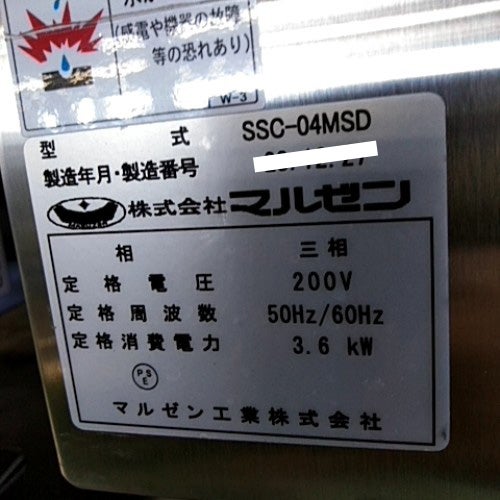 (感電や機器の故障
等の恐れあり)
W-3
型 式 SSC-04MSD
製造年月・製造番号
株式会社マルゼン
相 三相
定格電圧 200V
定格周波数 50Hz/60Hz
定格消費電力 3.6 kW
PSE
マルゼン工業株式会社